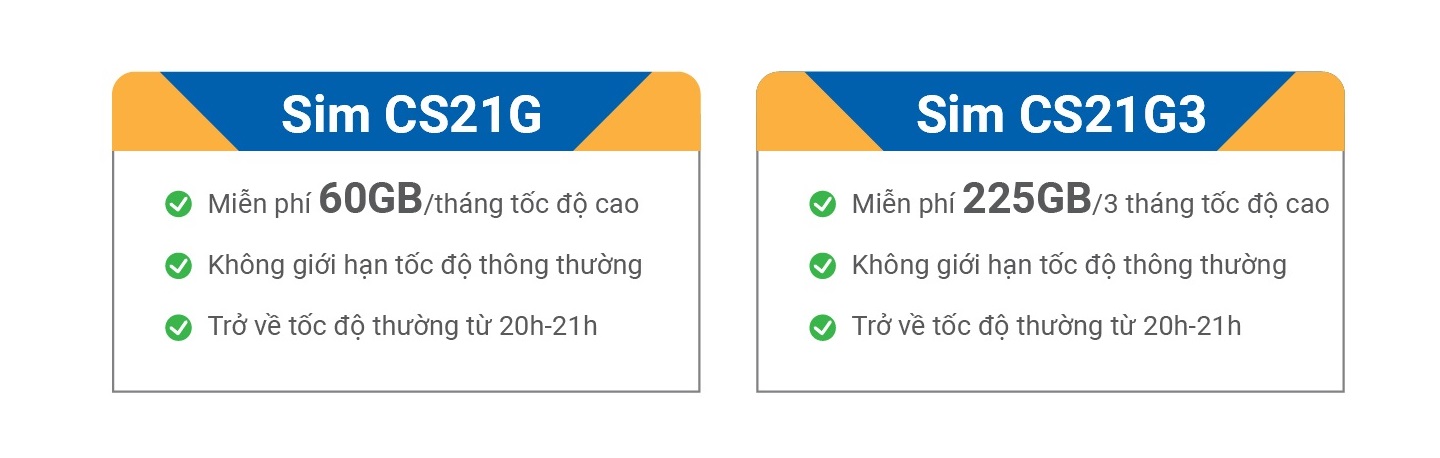 Sim CS21G
Miễn phí 60GB/tháng tốc độ cao
Không giới hạn tốc độ thông thường
Trở về tốc độ thường từ 20h-21h
Sim CS21G3
Miễn phí 225GB/3 tháng tốc độ cao
Không giới hạn tốc độ thông thường
Trở về tốc độ thường từ 20h-21h